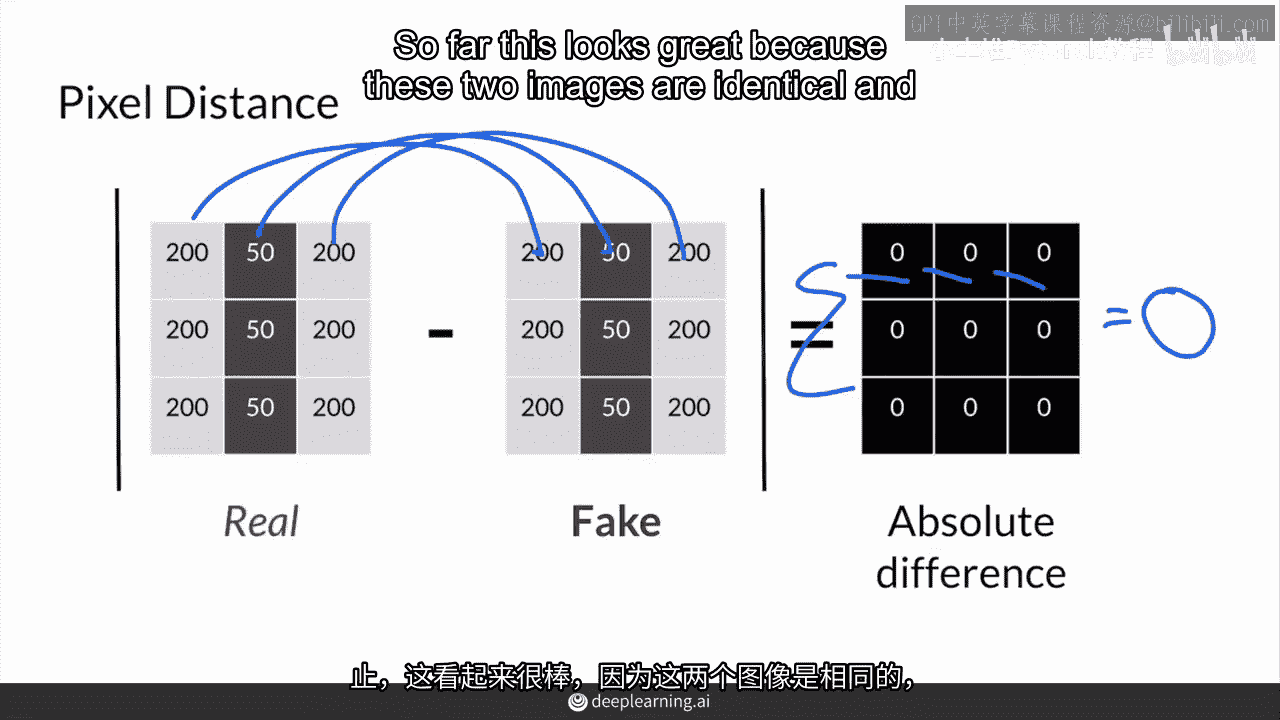 GPT中英字幕课程资源@bilibili.com
So far this looks great because
these two images are identical and
bilibili
Pixel Distance
200 50 200 200 50 200 0 0 0
200 50 200 - 200 50 200 = 0 0 0 = 0
200 50 200 200 50 200 0 0 0
Real Fake Absolute
difference
止，这看起来很棒，因为这两个图像是相同的，
deeplearning.ai